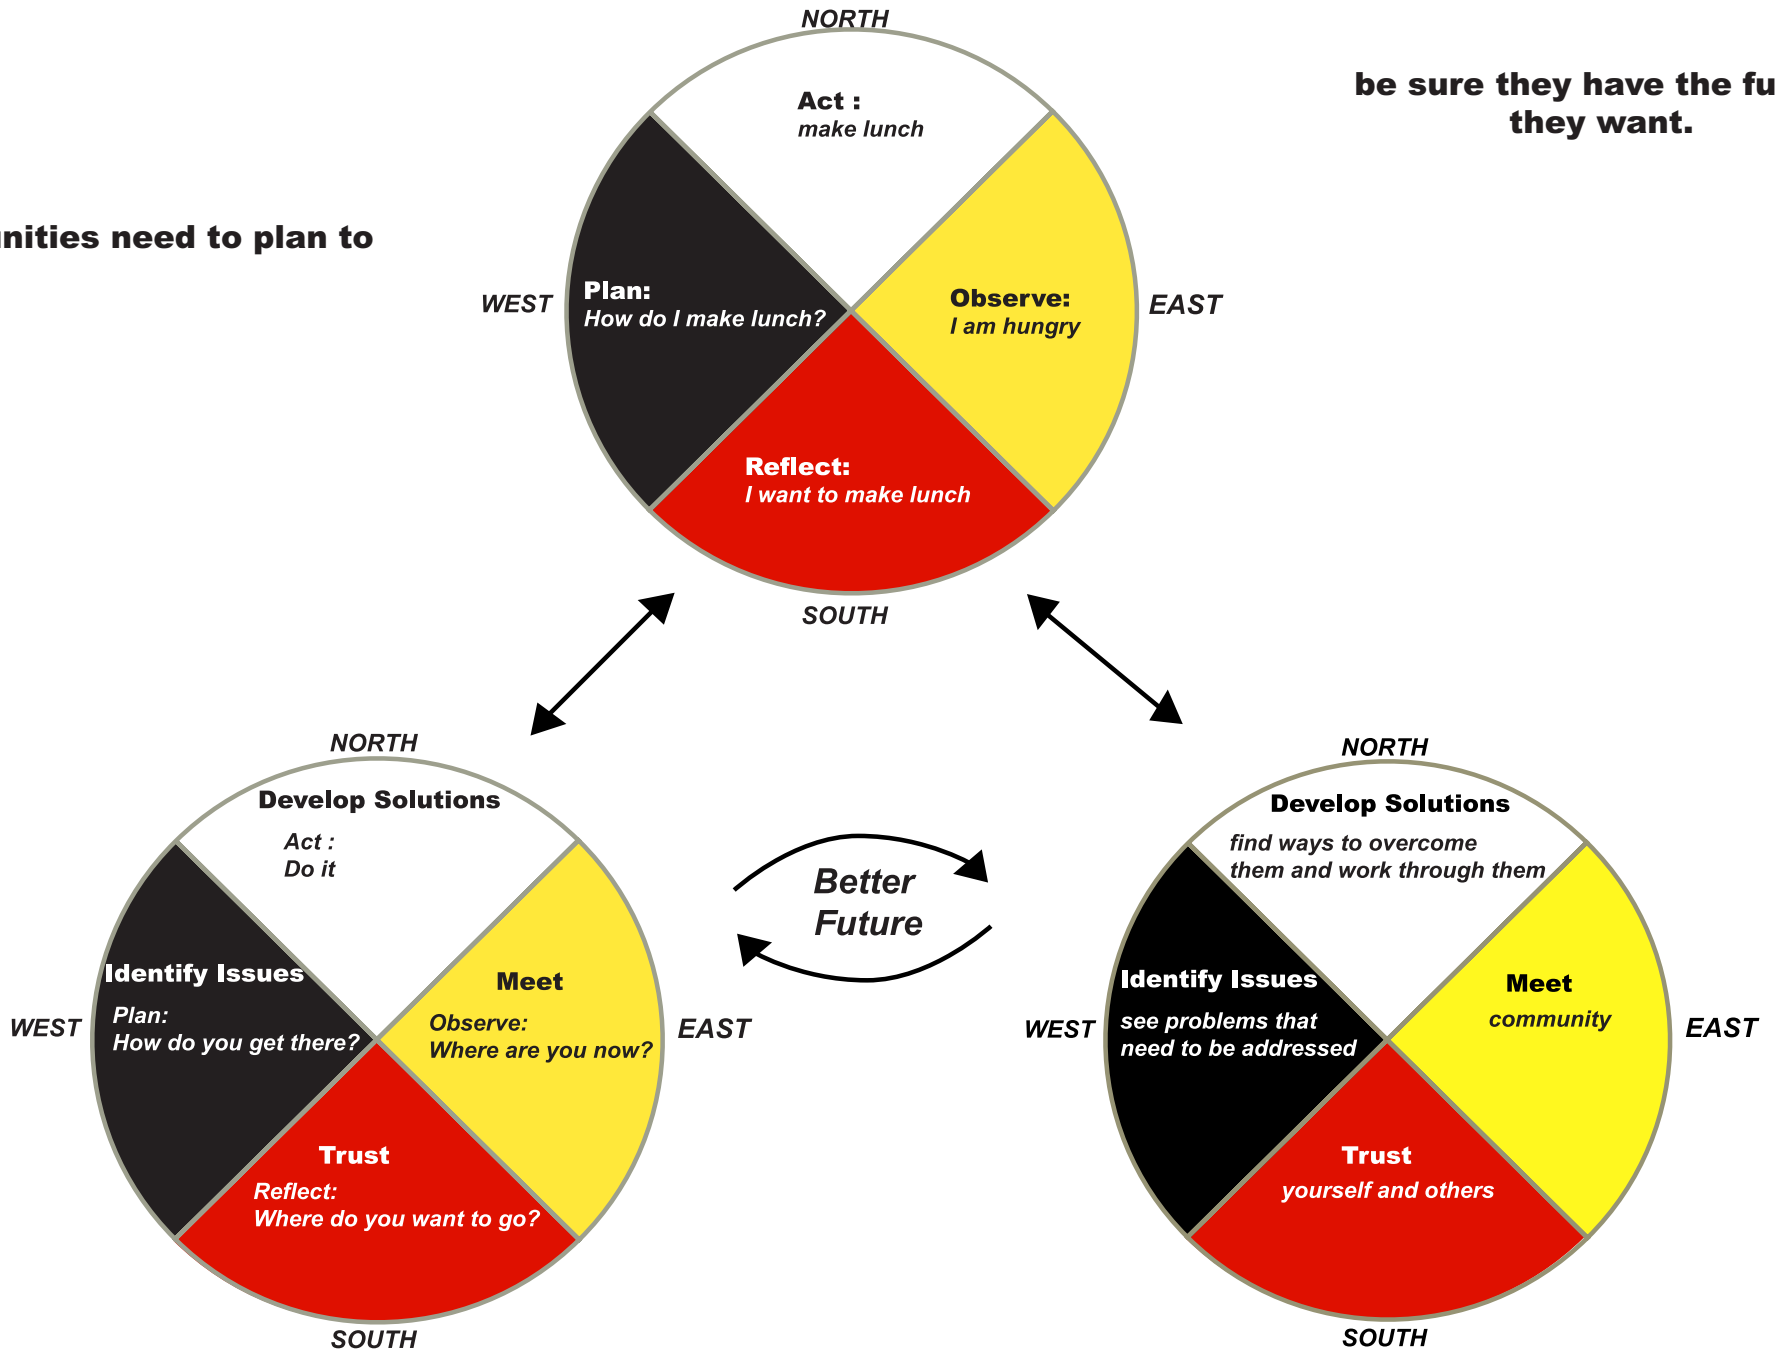 NORTH
Act :
make lunch
be sure they have the fu
they want.
unities need to plan to
WEST
Plan:
How do I make lunch?
Observe:
I am hungry
EAST
Reflect:
I want to make lunch
SOUTH
NORTH
Develop Solutions
Act :
Do it
Identify Issues
Plan:
How do you get there?
WEST
Meet
Observe:
Where are you now?
EAST
Trust
Reflect:
Where do you want to go?
SOUTH
Better
Future
NORTH
Develop Solutions
find ways to overcome
them and work through them
Identify Issues
see problems that
need to be addressed
WEST
Meet
community
EAST
Trust
yourself and others
SOUTH